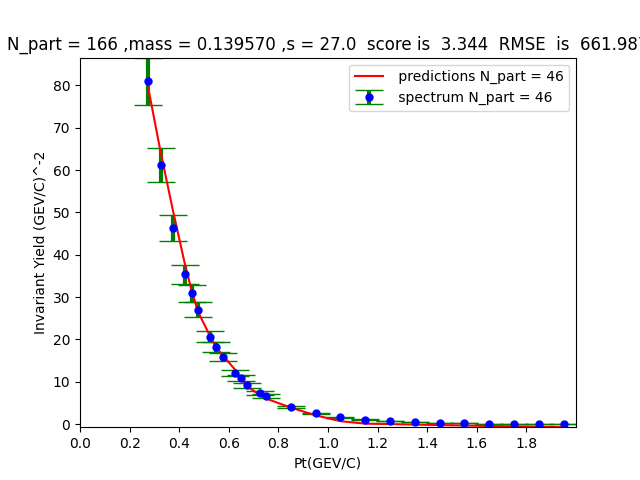 N_part = 166 ,mass = 0.139570 ,s = 27.0  score is  3.344  RMSE  is  661.987
predictions N_part = 46
spectrum N_part = 46
Invariant Yield (GEV/C)^-2
80
70
60
50
40
30
20
10
0
0.0 0.2 0.4 0.6 0.8 1.0 1.2 1.4 1.6 1.8
Pt(GEV/C)